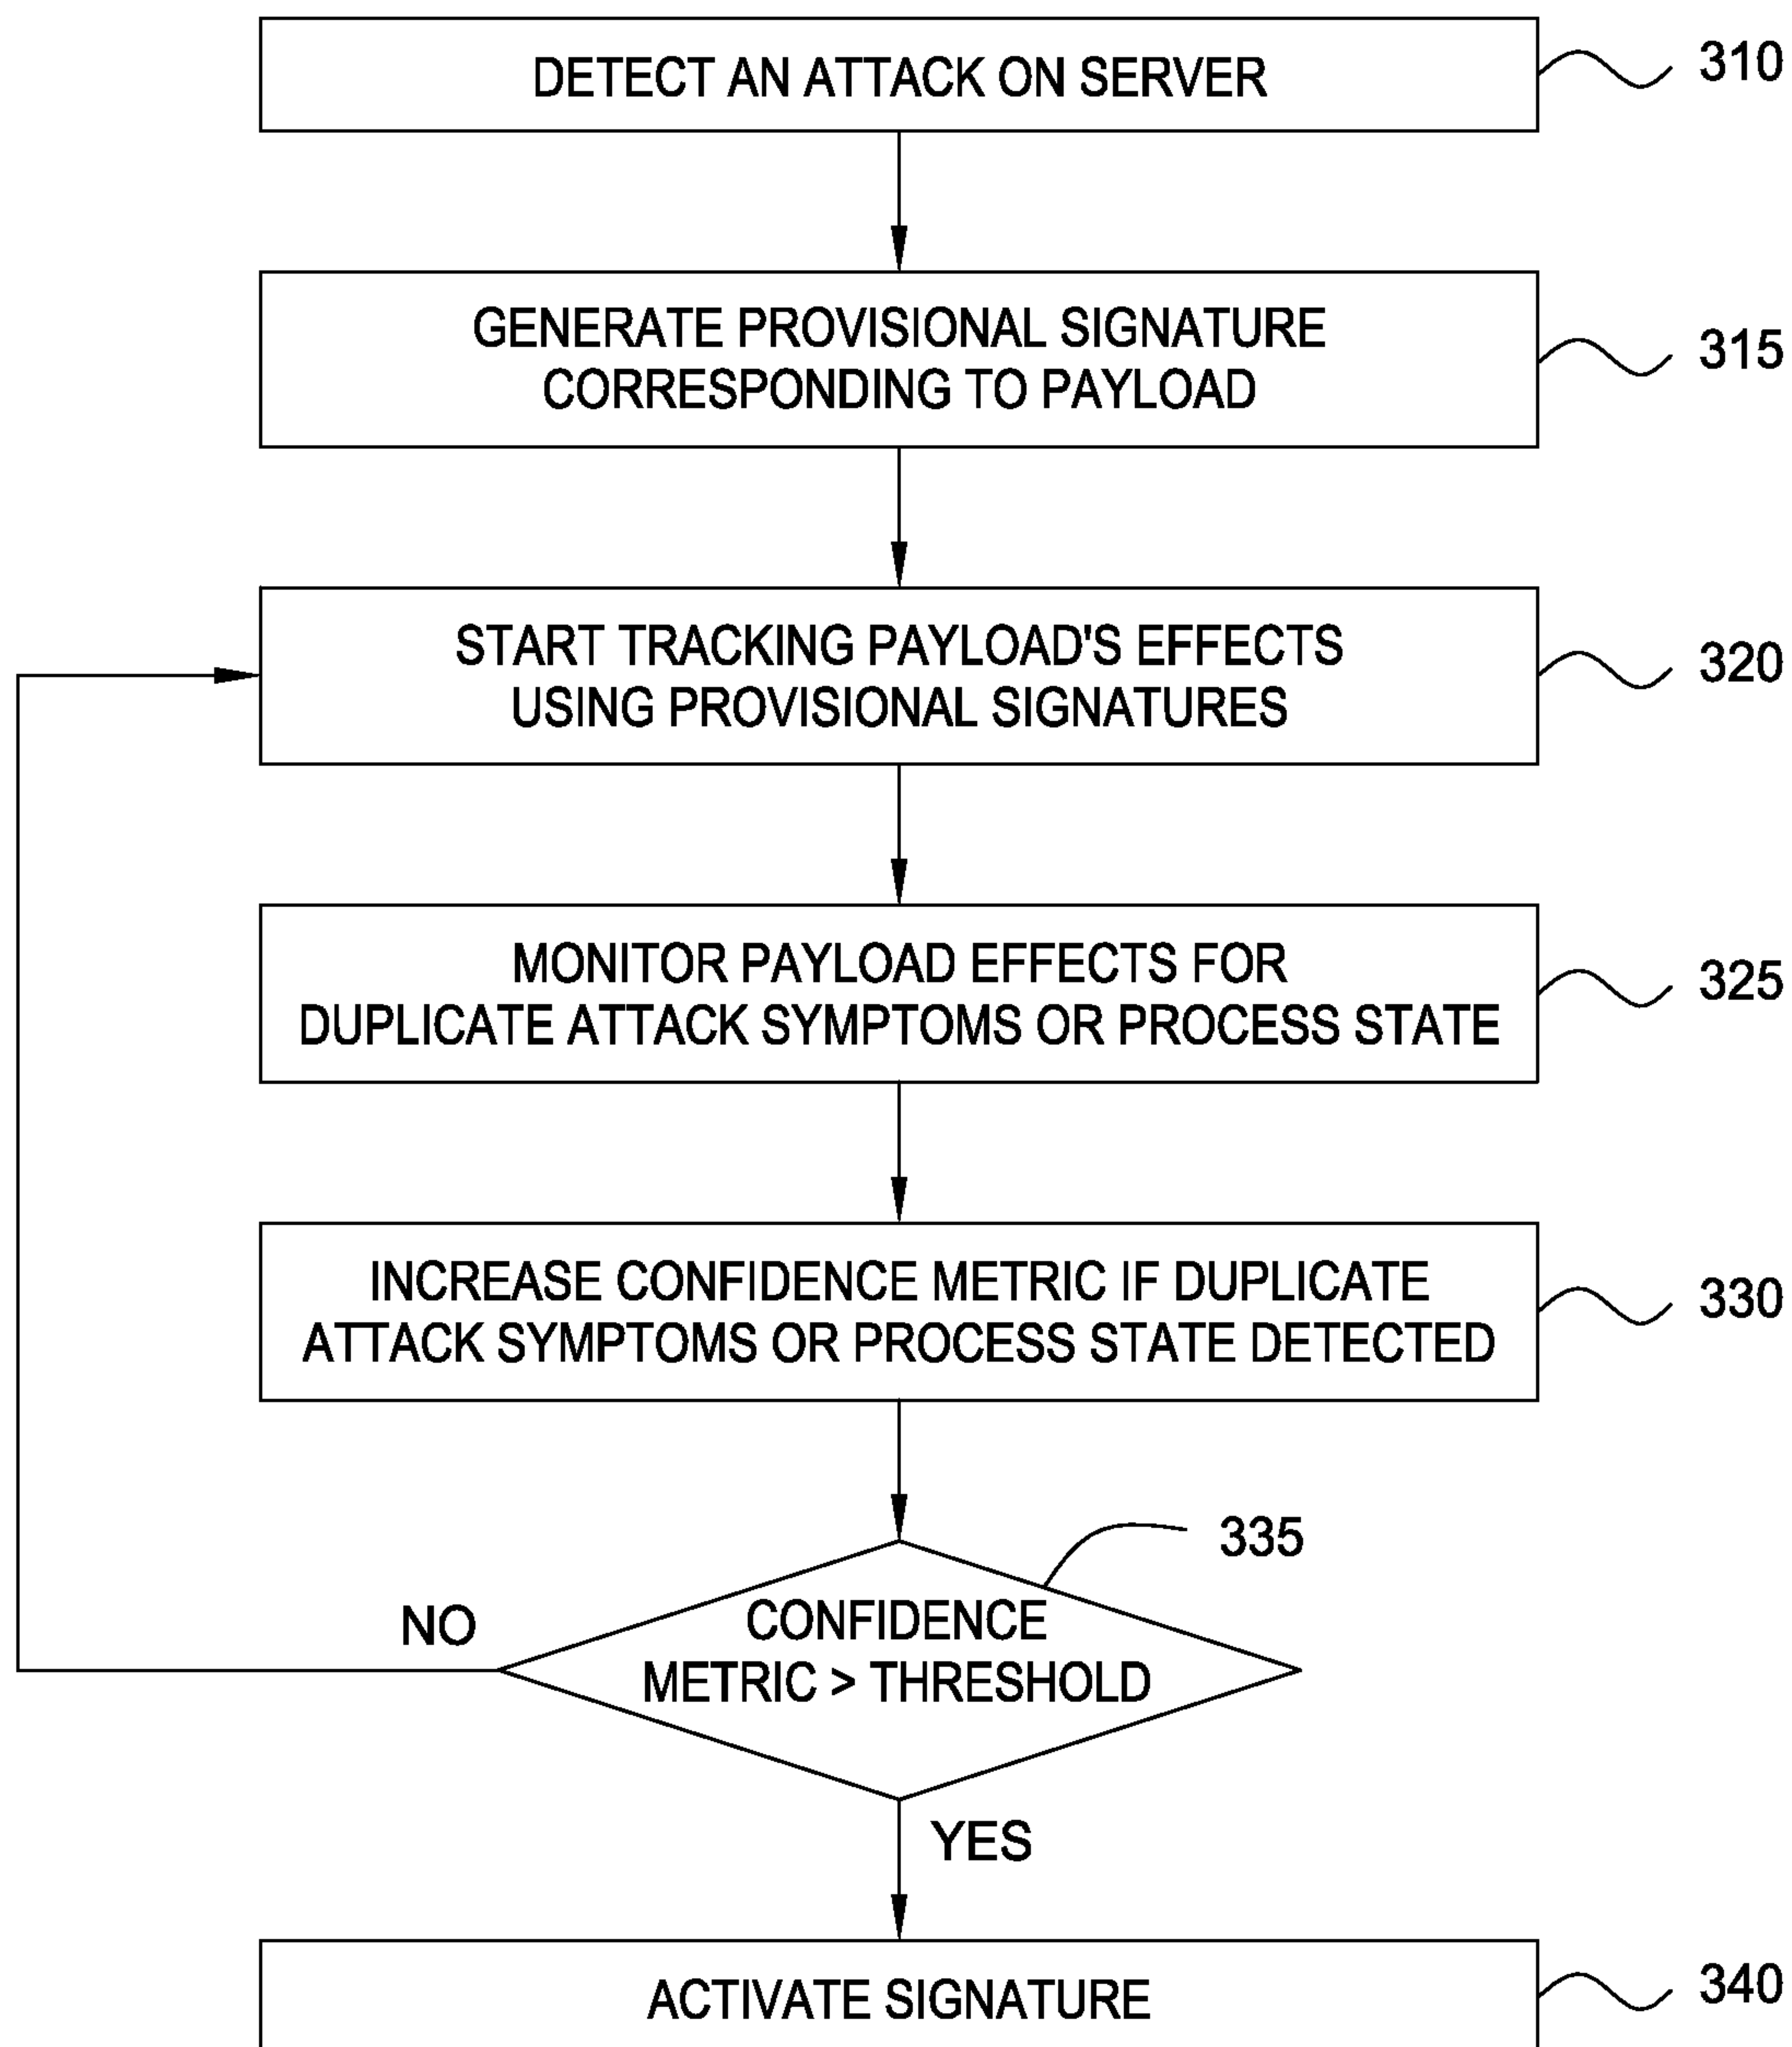 DETECT AN ATTACK ON SERVER
310
GENERATE PROVISIONAL SIGNATURE
CORRESPONDING TO PAYLOAD
315
START TRACKING PAYLOAD'S EFFECTS
USING PROVISIONAL SIGNATURES
320
MONITOR PAYLOAD EFFECTS FOR
DUPLICATE ATTACK SYMPTOMS OR PROCESS STATE
325
INCREASE CONFIDENCE METRIC IF DUPLICATE
ATTACK SYMPTOMS OR PROCESS STATE DETECTED
330
335
CONFIDENCE
METRIC > THRESHOLD
NO
YES
ACTIVATE SIGNATURE
340